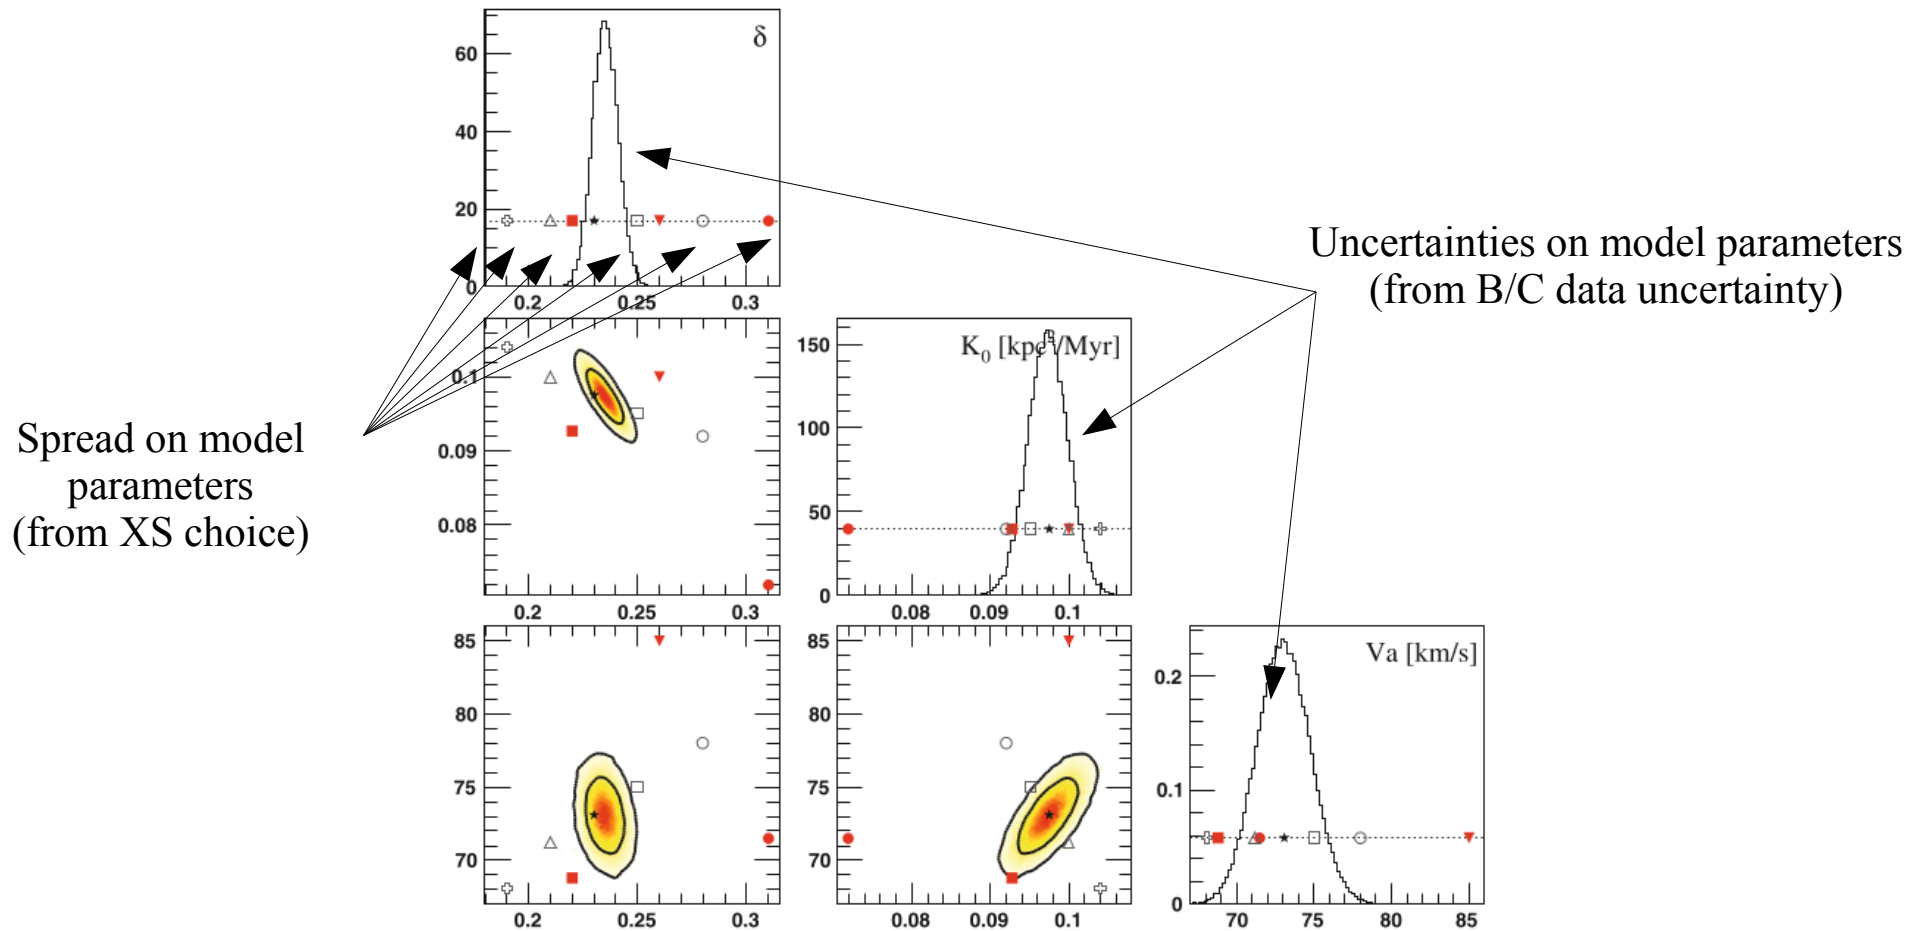 δ
60
40
20
0
0.2 0.25 0.3
Uncertainties on model parameters
(from B/C data uncertainty)
Spread on model
parameters
(from XS choice)
0.1
0.09
0.08
0.2 0.25 0.3
K0 [kpc /Myr]
150
100
50
0
0.08 0.09 0.1
85
80
75
70
0.2 0.25 0.3
85
80
75
70
0.08 0.09 0.1
Va [km/s]
0.2
0.1
0
70 75 80 85